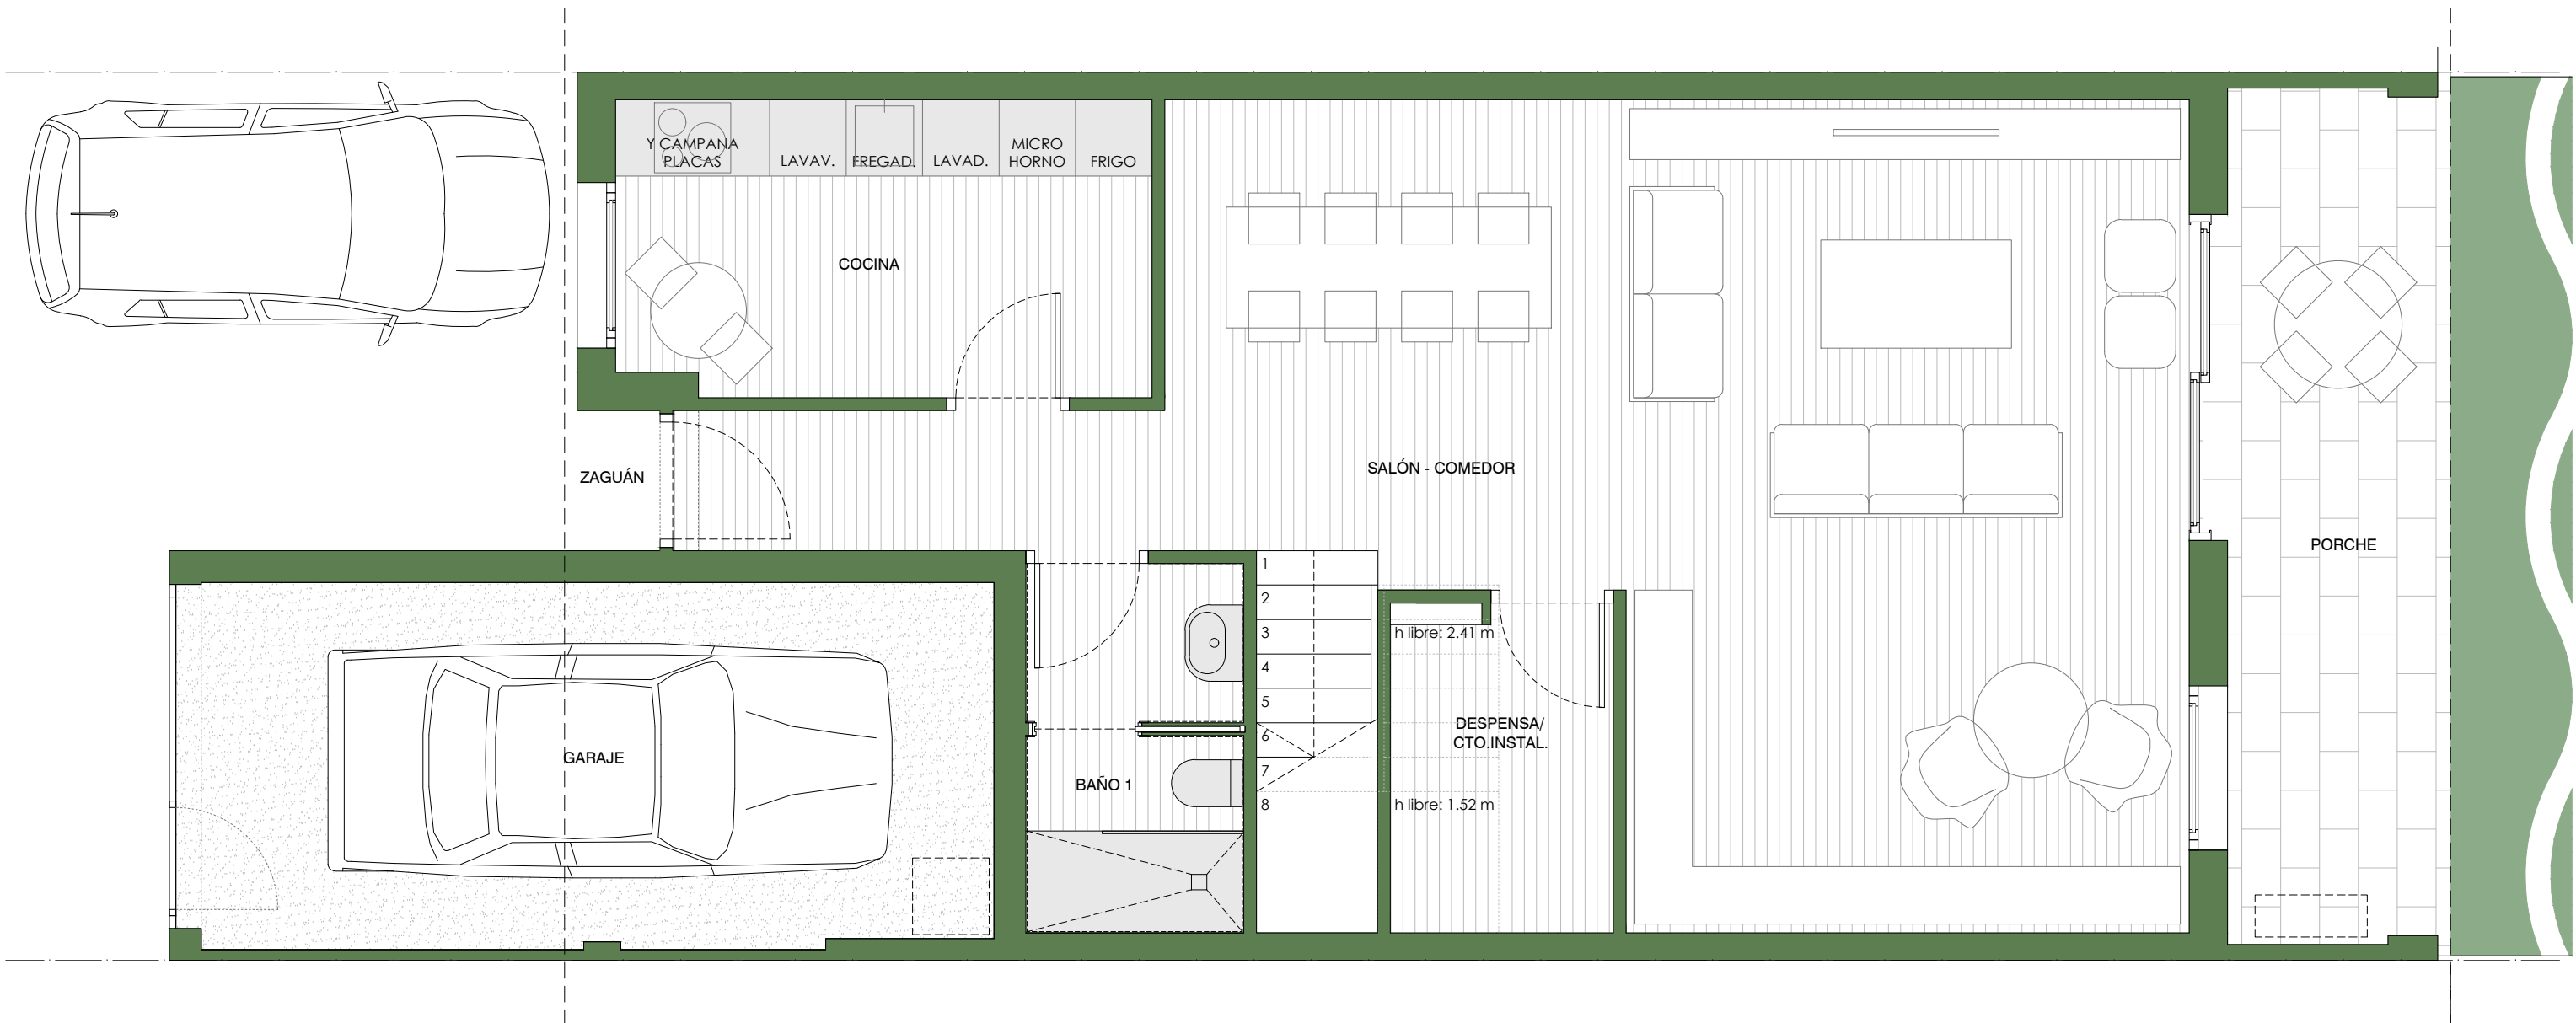 Y CAMPANA
PLACAS
LAVAV.
FREGAD.
LAVAD.
MICRO
HORNO
FRIGO
COCINA
ZAGUÁN
SALÓN - COMEDOR
PORCHE
1
2
3
4
5
6
7
8
h libre: 2.41 m
DESPENSA/
CTO.INSTAL.
h libre: 1.52 m
GARAJE
BAÑO 1